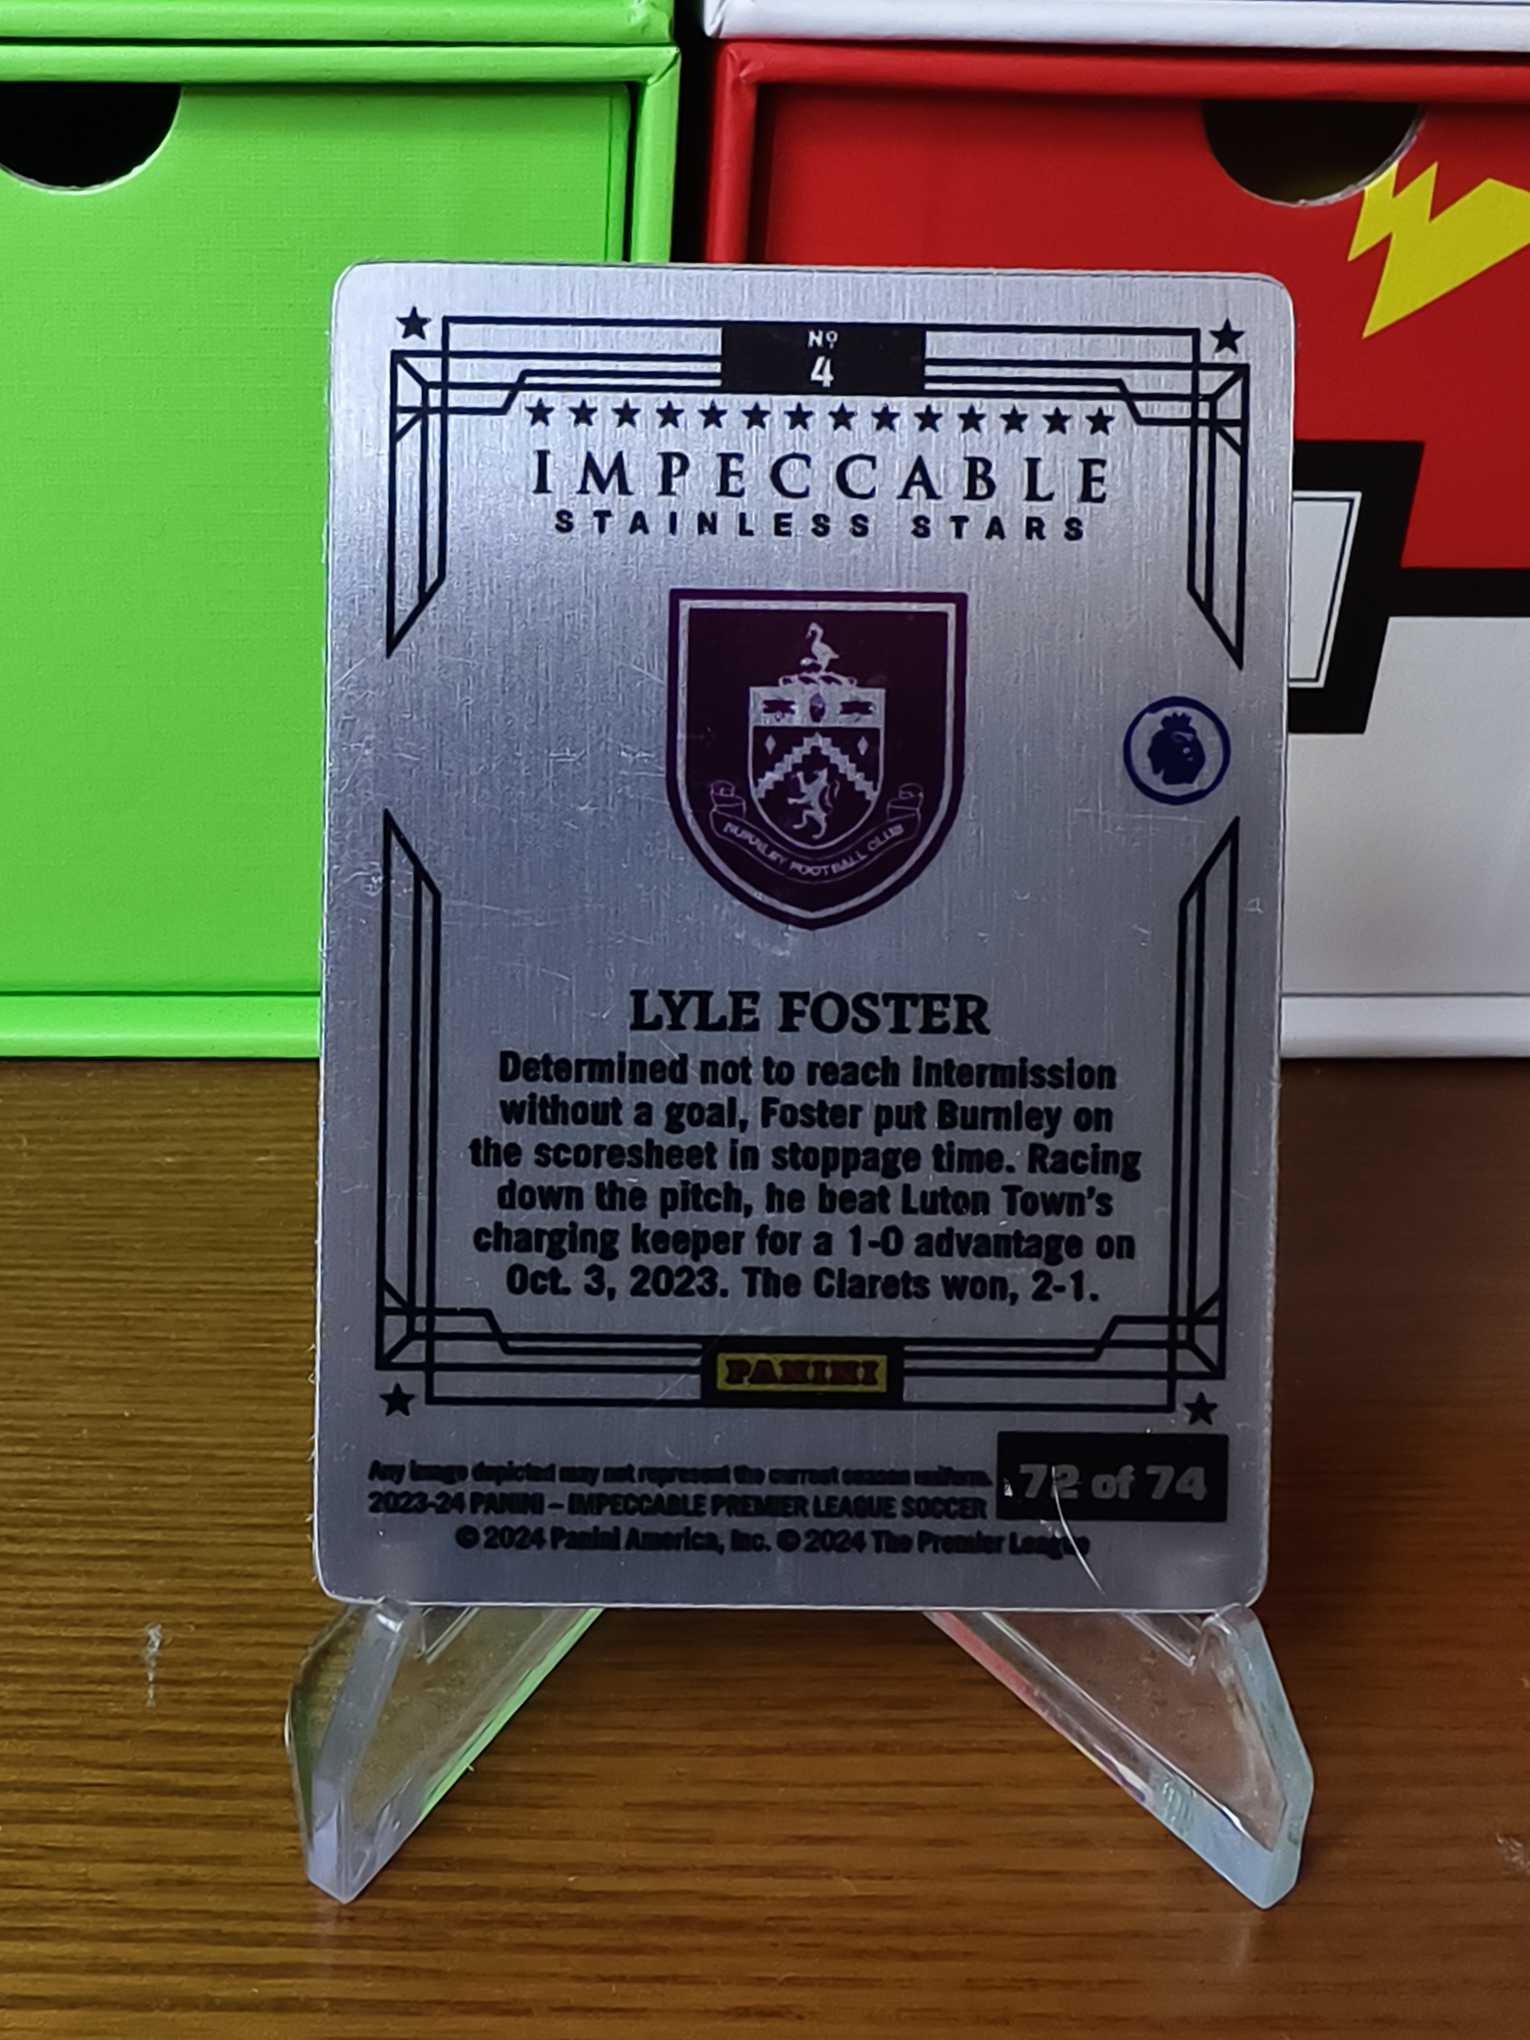 Nº
4
IMPECCABLE
STAINLESS STARS
BURNLEY FOOTBALL CLUB
LYLE FOSTER
Determined not to reach intermission
without a goal, Foster put Burnley on
the scoresheet in stoppage time. Racing
down the pitch, he beat Luton Town's
charging keeper for a 1-0 advantage on
Oct. 3, 2023. The Clarets won, 2-1.
PANINI
Any image depicted may not represent the current season uniform.
72 of 74
2023-24 PANINI – IMPECCABLE PREMIER LEAGUE SOCCER
© 2024 Panini America, Inc. © 2024 The Premier League